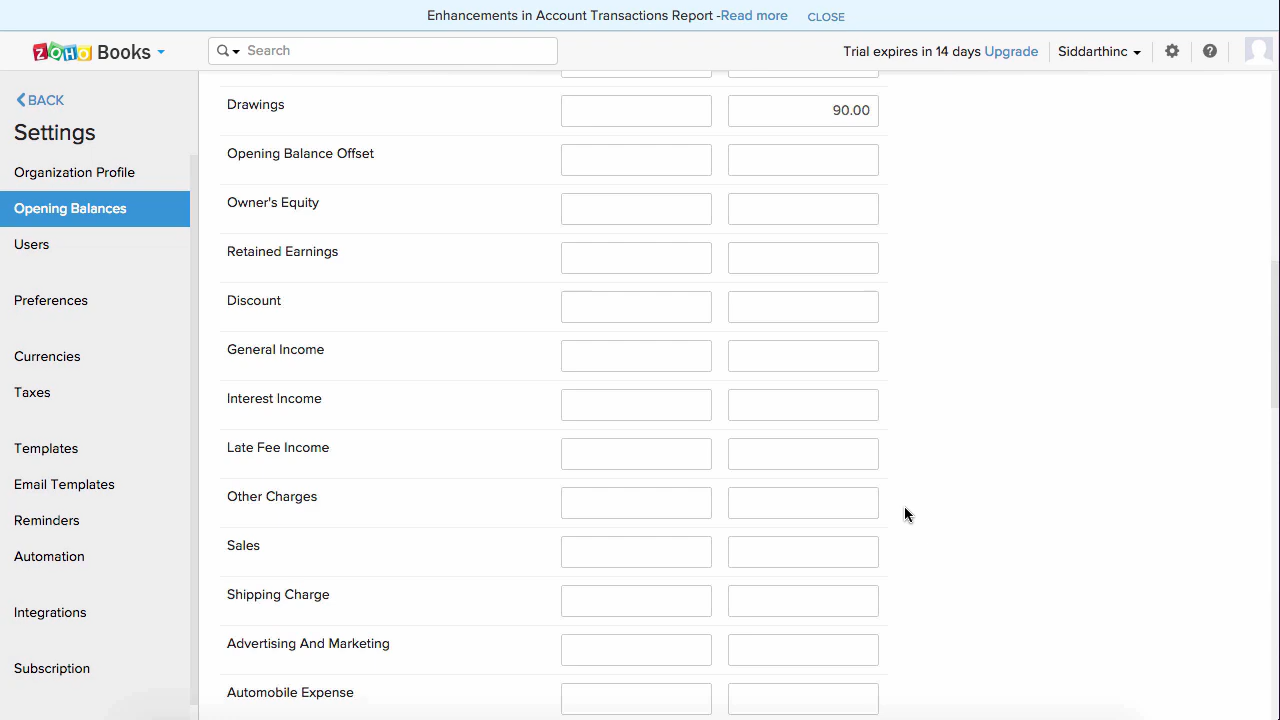 Enhancements in Account Transactions Report -Read more CLOSE
ZOHO Books Search Trial expires in 14 days Upgrade Siddarthinc
BACK
Settings
Organization Profile
Opening Balances
Users
Preferences
Currencies
Taxes
Templates
Email Templates
Reminders
Automation
Integrations
Subscription
Drawings 90.00
Opening Balance Offset
Owner's Equity
Retained Earnings
Discount
General Income
Interest Income
Late Fee Income
Other Charges
Sales
Shipping Charge
Advertising And Marketing
Automobile Expense